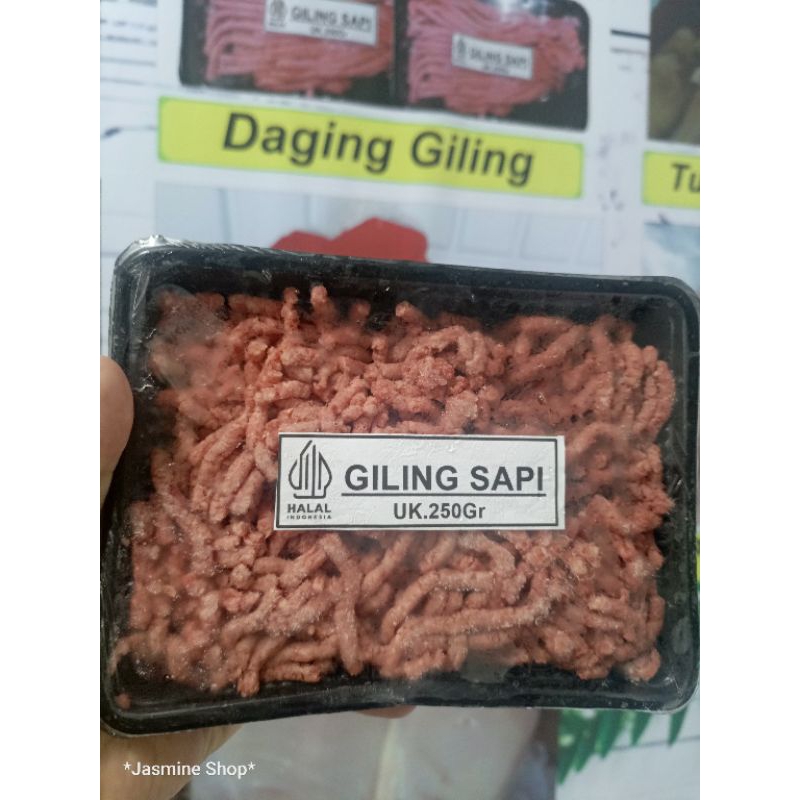 GILING SAPI
GILING SAPI
Daging Giling
Tu
HALAL
INDONESIA
GILING SAPI
UK.250Gr
*Jasmine Shop*